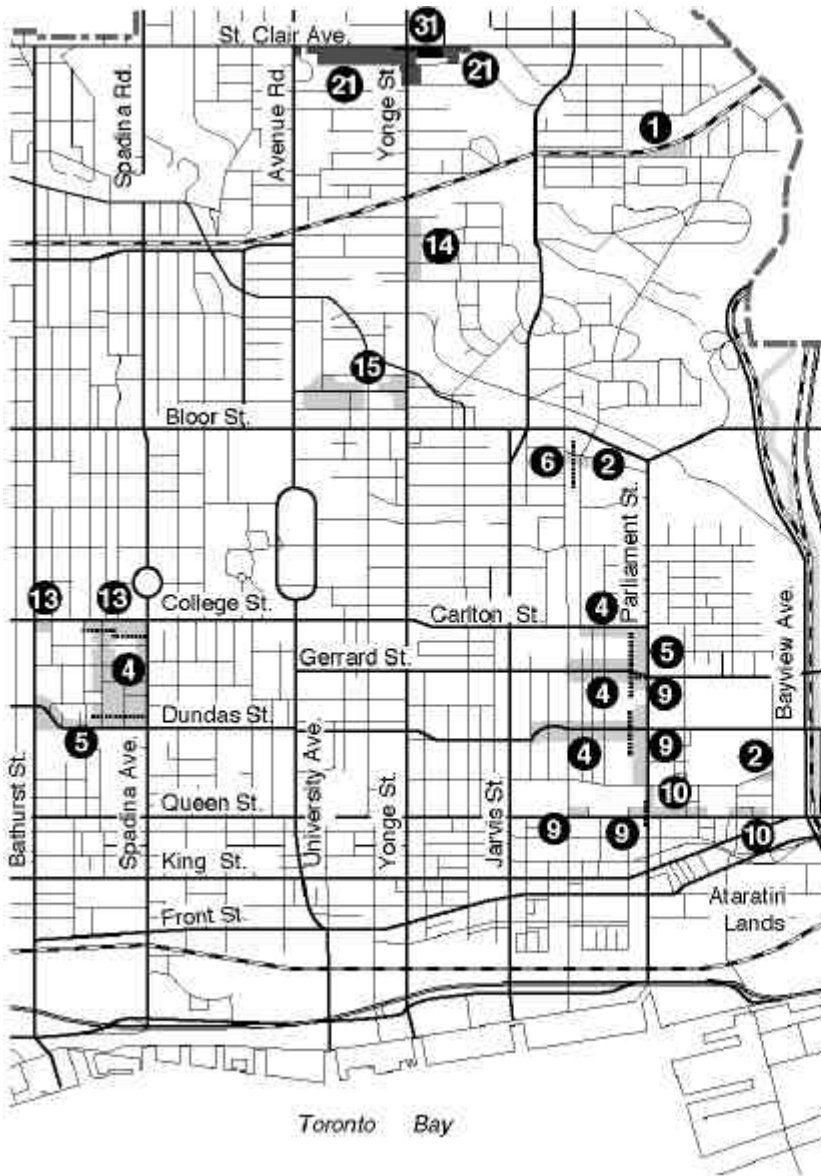 31
St. Clair Ave.
21
21
Spadina Rd.
Avenue Rd.
Yonge St.
1
14
15
Bloor St.
6
2
Parliament St.
13
13
College St.
Carlton St.
4
4
Gerrard St.
5
4
9
Bayview Ave.
Dundas St.
5
4
9
2
Bathurst St.
Spadina Ave.
University Ave.
Yonge St.
Jarvis St.
Queen St.
10
9
9
10
King St.
Front St.
Ataratiri
Lands
Toronto Bay